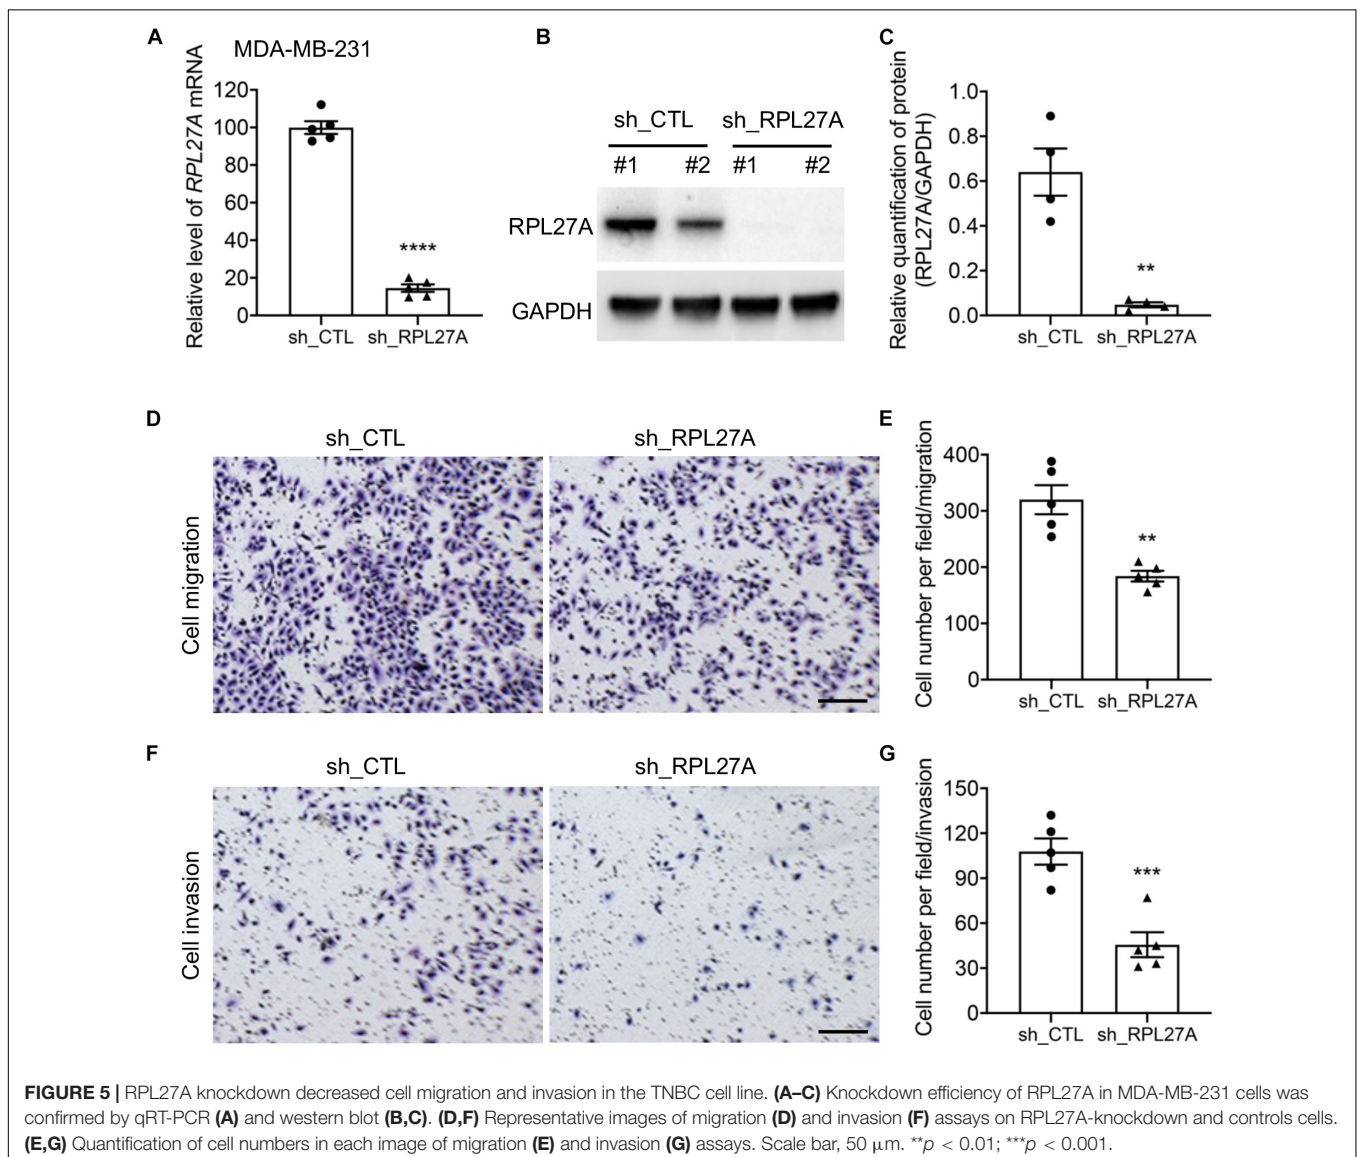 A
MDA-MB-231
Relative level of RPL27A mRNA
120
100
80
60
40
20
0
****
sh_CTL sh_RPL27A
B
sh_CTL sh_RPL27A
#1 #2 #1 #2
RPL27A
GAPDH
C
Relative quantification of protein
(RPL27A/GAPDH)
1.0
0.8
0.6
0.4
0.2
0.0
**
sh_CTL sh_RPL27A
D
sh_CTL sh_RPL27A
Cell migration
E
Cell number per field/migration
400
300
200
100
0
**
sh_CTL sh_RPL27A
F
sh_CTL sh_RPL27A
Cell invasion
G
Cell number per field/invasion
150
120
90
60
30
0
***
sh_CTL sh_RPL27A
FIGURE 5 | RPL27A knockdown decreased cell migration and invasion in the TNBC cell line. (A–C) Knockdown efficiency of RPL27A in MDA-MB-231 cells was
confirmed by qRT-PCR (A) and western blot (B,C). (D,F) Representative images of migration (D) and invasion (F) assays on RPL27A-knockdown and controls cells.
(E,G) Quantification of cell numbers in each image of migration (E) and invasion (G) assays. Scale bar, 50 μm. **p < 0.01; ***p < 0.001.